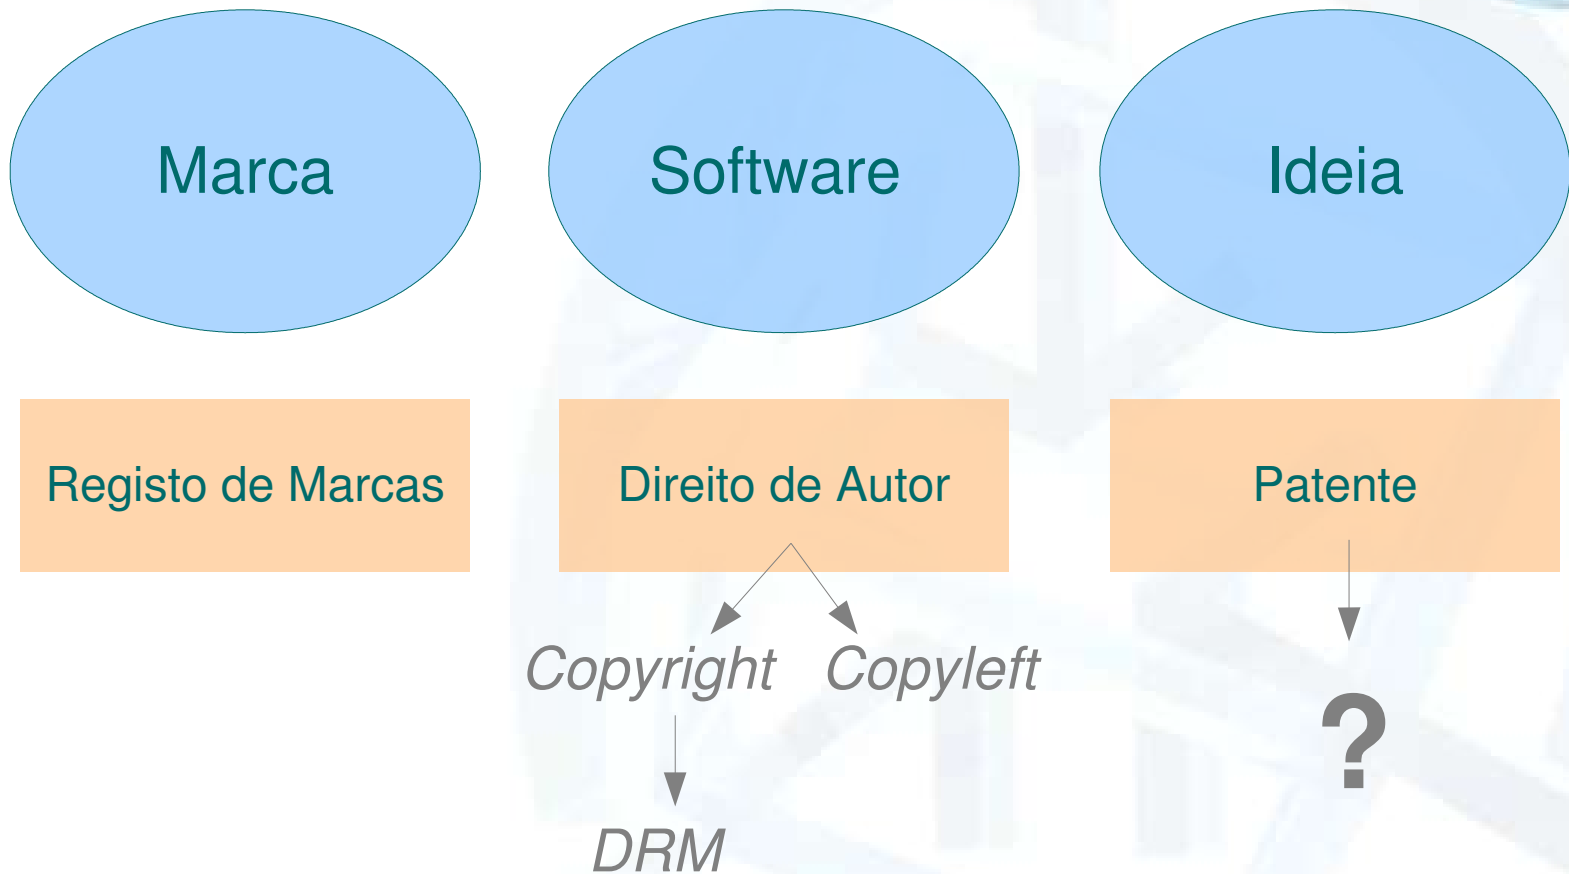 Marca
Software
Ideia
Registo de Marcas
Direito de Autor
Patente
Copyright
Copyleft
?
DRM